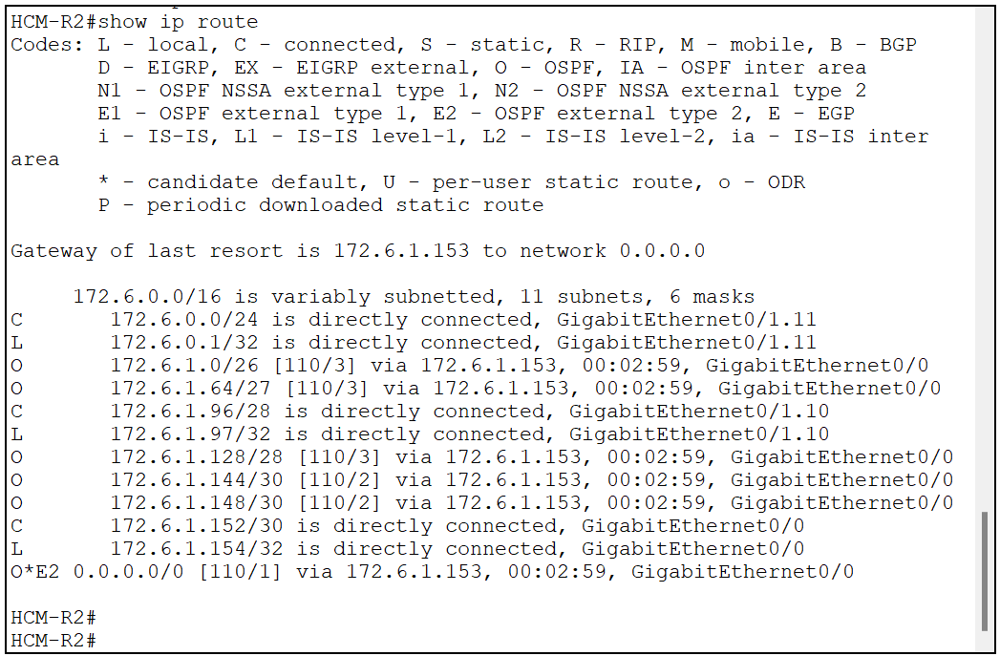 HCM-R2#show ip route
Codes: L - local, C - connected, S - static, R - RIP, M - mobile, B - BGP
D - EIGRP, EX - EIGRP external, O - OSPF, IA - OSPF inter area
N1 - OSPF NSSA external type 1, N2 - OSPF NSSA external type 2
E1 - OSPF external type 1, E2 - OSPF external type 2, E - EGP
i - IS-IS, L1 - IS-IS level-1, L2 - IS-IS level-2, ia - IS-IS inter
area
* - candidate default, U - per-user static route, o - ODR
P - periodic downloaded static route
Gateway of last resort is 172.6.1.153 to network 0.0.0.0
172.6.0.0/16 is variably subnetted, 11 subnets, 6 masks
C 172.6.0.0/24 is directly connected, GigabitEthernet0/1.11
L 172.6.0.1/32 is directly connected, GigabitEthernet0/1.11
O 172.6.1.0/26 [110/3] via 172.6.1.153, 00:02:59, GigabitEthernet0/0
O 172.6.1.64/27 [110/3] via 172.6.1.153, 00:02:59, GigabitEthernet0/0
C 172.6.1.96/28 is directly connected, GigabitEthernet0/1.10
L 172.6.1.97/32 is directly connected, GigabitEthernet0/1.10
O 172.6.1.128/28 [110/3] via 172.6.1.153, 00:02:59, GigabitEthernet0/0
O 172.6.1.144/30 [110/2] via 172.6.1.153, 00:02:59, GigabitEthernet0/0
O 172.6.1.148/30 [110/2] via 172.6.1.153, 00:02:59, GigabitEthernet0/0
C 172.6.1.152/30 is directly connected, GigabitEthernet0/0
L 172.6.1.154/32 is directly connected, GigabitEthernet0/0
O*E2 0.0.0.0/0 [110/1] via 172.6.1.153, 00:02:59, GigabitEthernet0/0
HCM-R2#
HCM-R2#